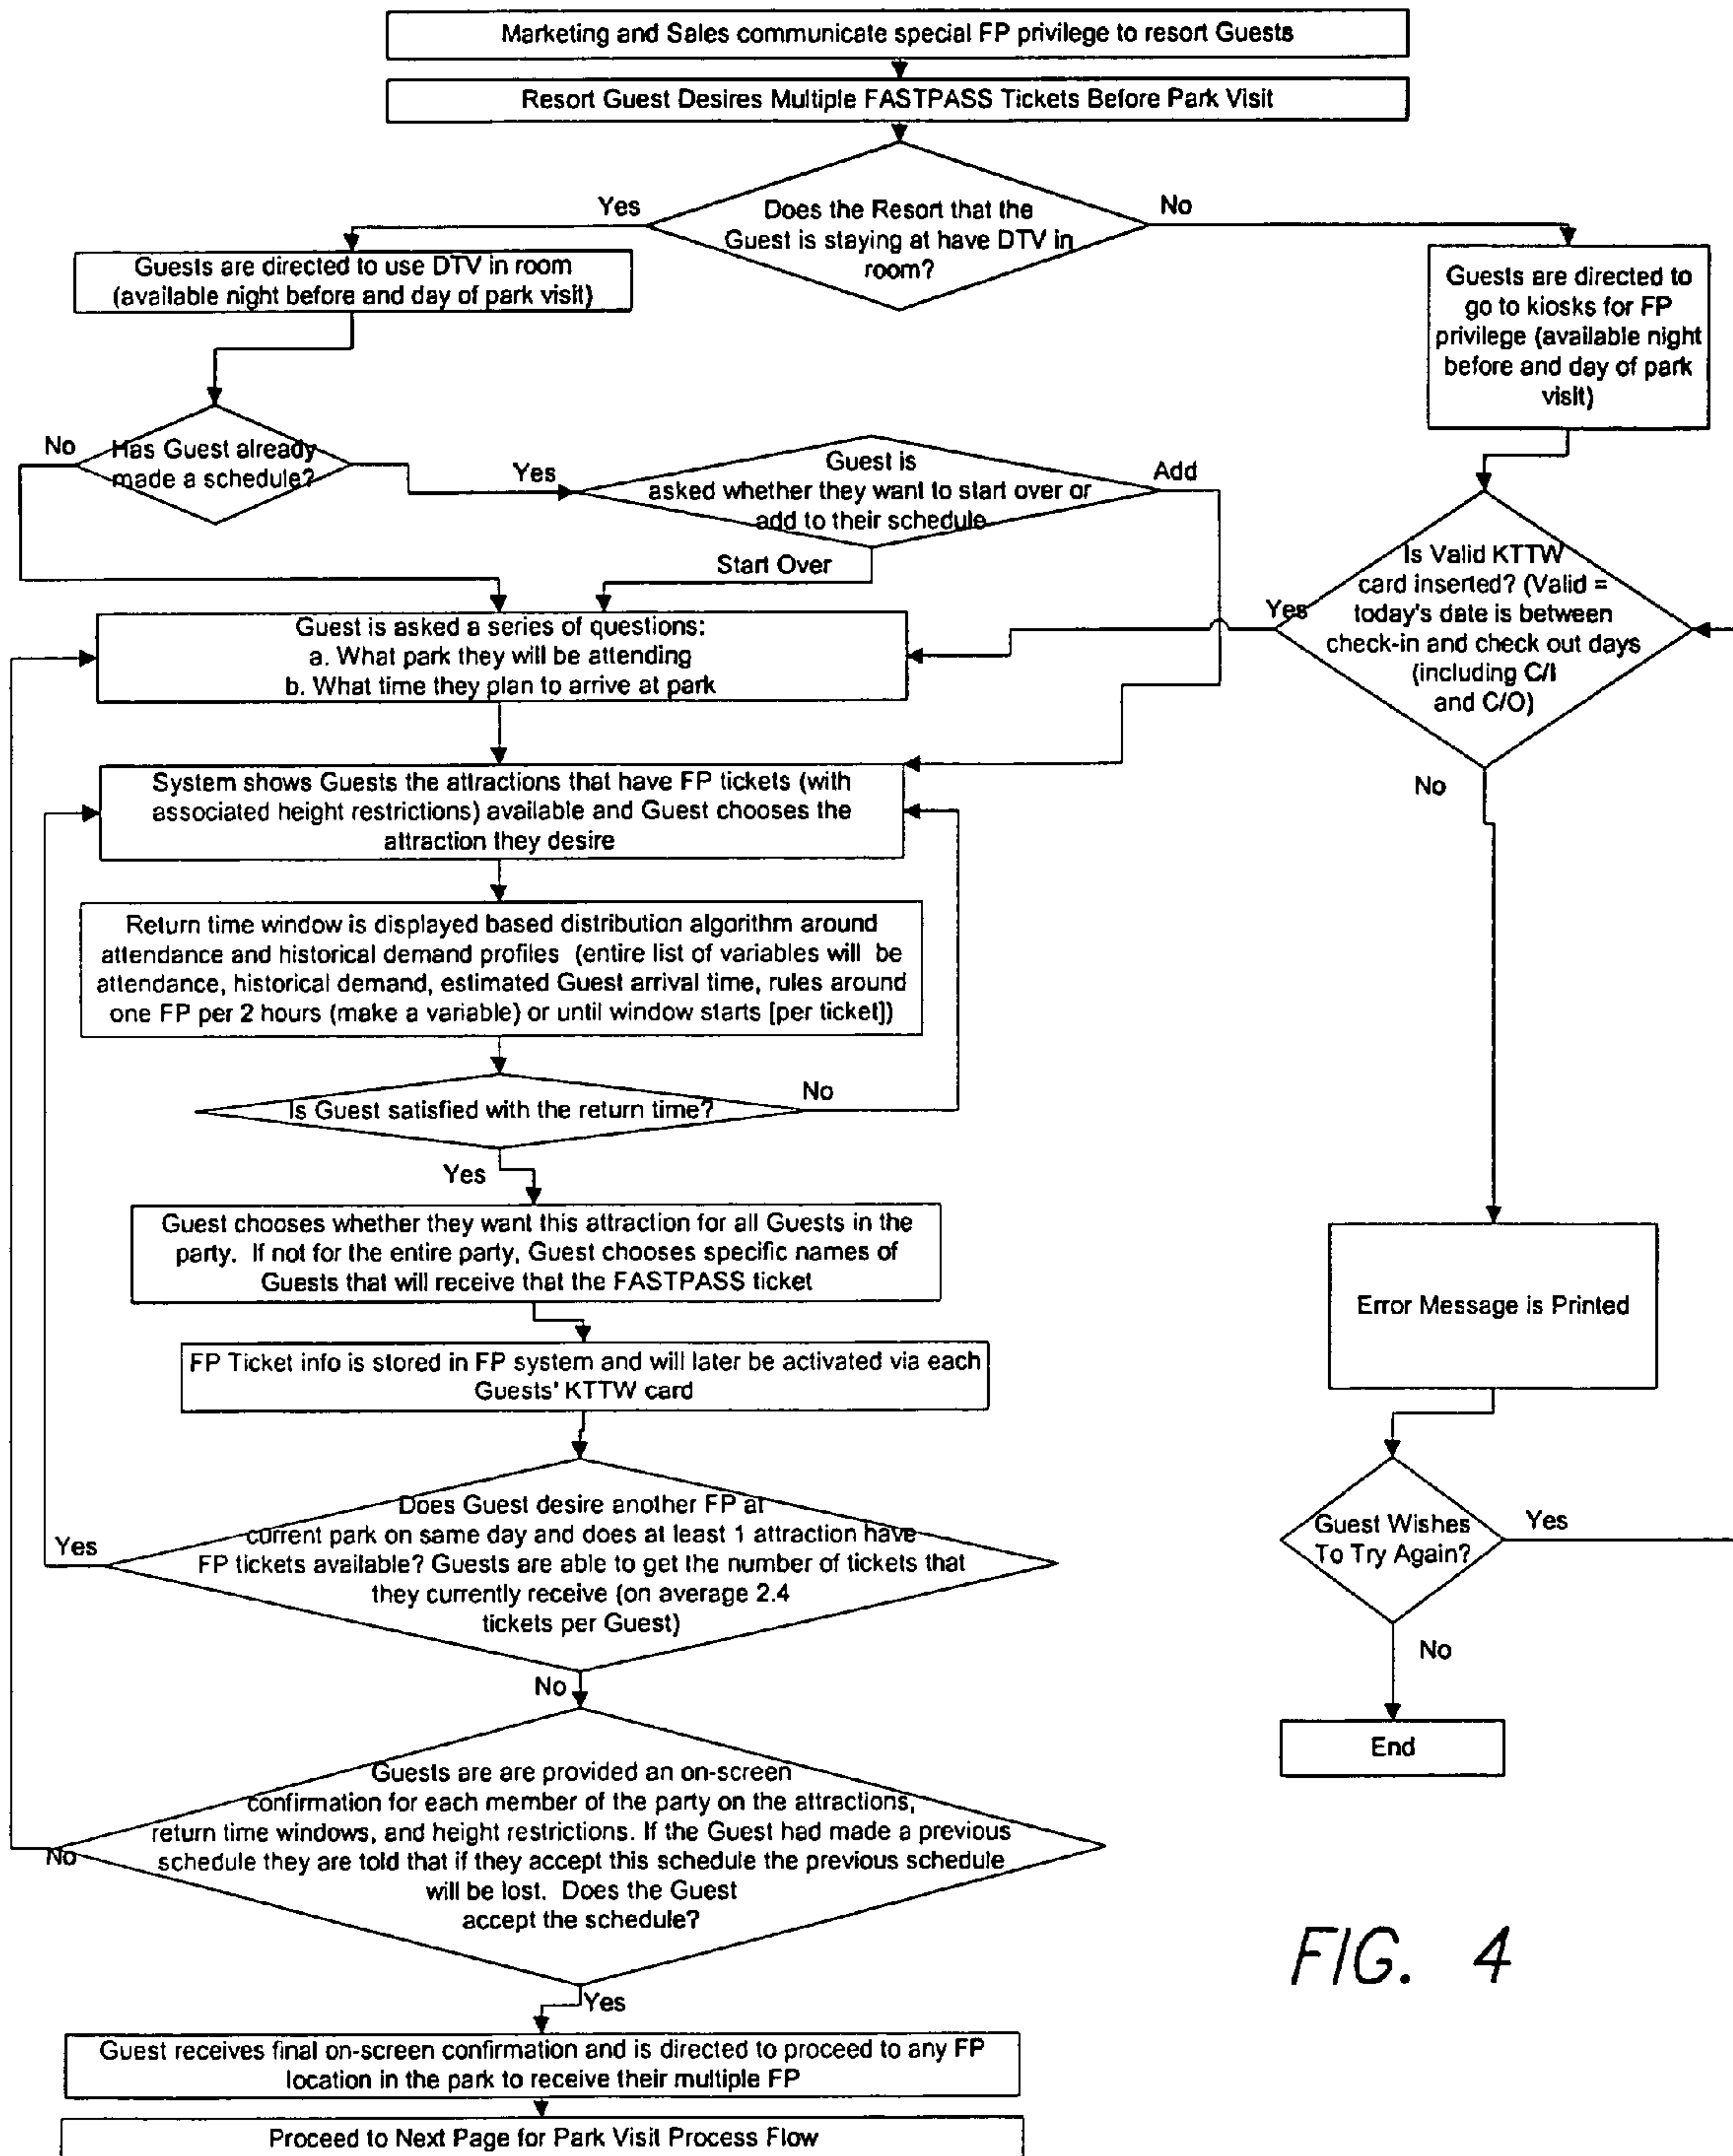 Marketing and Sales communicate special FP privilege to resort Guests
Resort Guest Desires Multiple FASTPASS Tickets Before Park Visit
Does the Resort that the
Guest is staying at have DTV in
room?
Yes
No
Guests are directed to use DTV in room
(available night before and day of park visit)
Guests are directed to
go to kiosks for FP
privilege (available night
before and day of park
visit)
Has Guest already
made a schedule?
No
Yes
Guest is
asked whether they want to start over or
add to their schedule
Add
Start Over
Is Valid KTTW
card inserted? (Valid =
today's date is between
check-in and check out days
(including C/I
and C/O)
Yes
No
Guest is asked a series of questions:
a. What park they will be attending
b. What time they plan to arrive at park
System shows Guests the attractions that have FP tickets (with
associated height restrictions) available and Guest chooses the
attraction they desire
Return time window is displayed based distribution algorithm around
attendance and historical demand profiles (entire list of variables will be
attendance, historical demand, estimated Guest arrival time, rules around
one FP per 2 hours (make a variable) or until window starts [per ticket])
Is Guest satisfied with the return time?
No
Yes
Guest chooses whether they want this attraction for all Guests in the
party. If not for the entire party, Guest chooses specific names of
Guests that will receive that the FASTPASS ticket
FP Ticket info is stored in FP system and will later be activated via each
Guests' KTTW card
Does Guest desire another FP at
current park on same day and does at least 1 attraction have
FP tickets available? Guests are able to get the number of tickets that
they currently receive (on average 2.4
tickets per Guest)
Yes
No
Guests are are provided an on-screen
confirmation for each member of the party on the attractions,
return time windows, and height restrictions. If the Guest had made a previous
schedule they are told that if they accept this schedule the previous schedule
will be lost. Does the Guest
accept the schedule?
No
Yes
Guest receives final on-screen confirmation and is directed to proceed to any FP
location in the park to receive their multiple FP
Proceed to Next Page for Park Visit Process Flow
Error Message is Printed
Guest Wishes
To Try Again?
Yes
No
End
FIG. 4